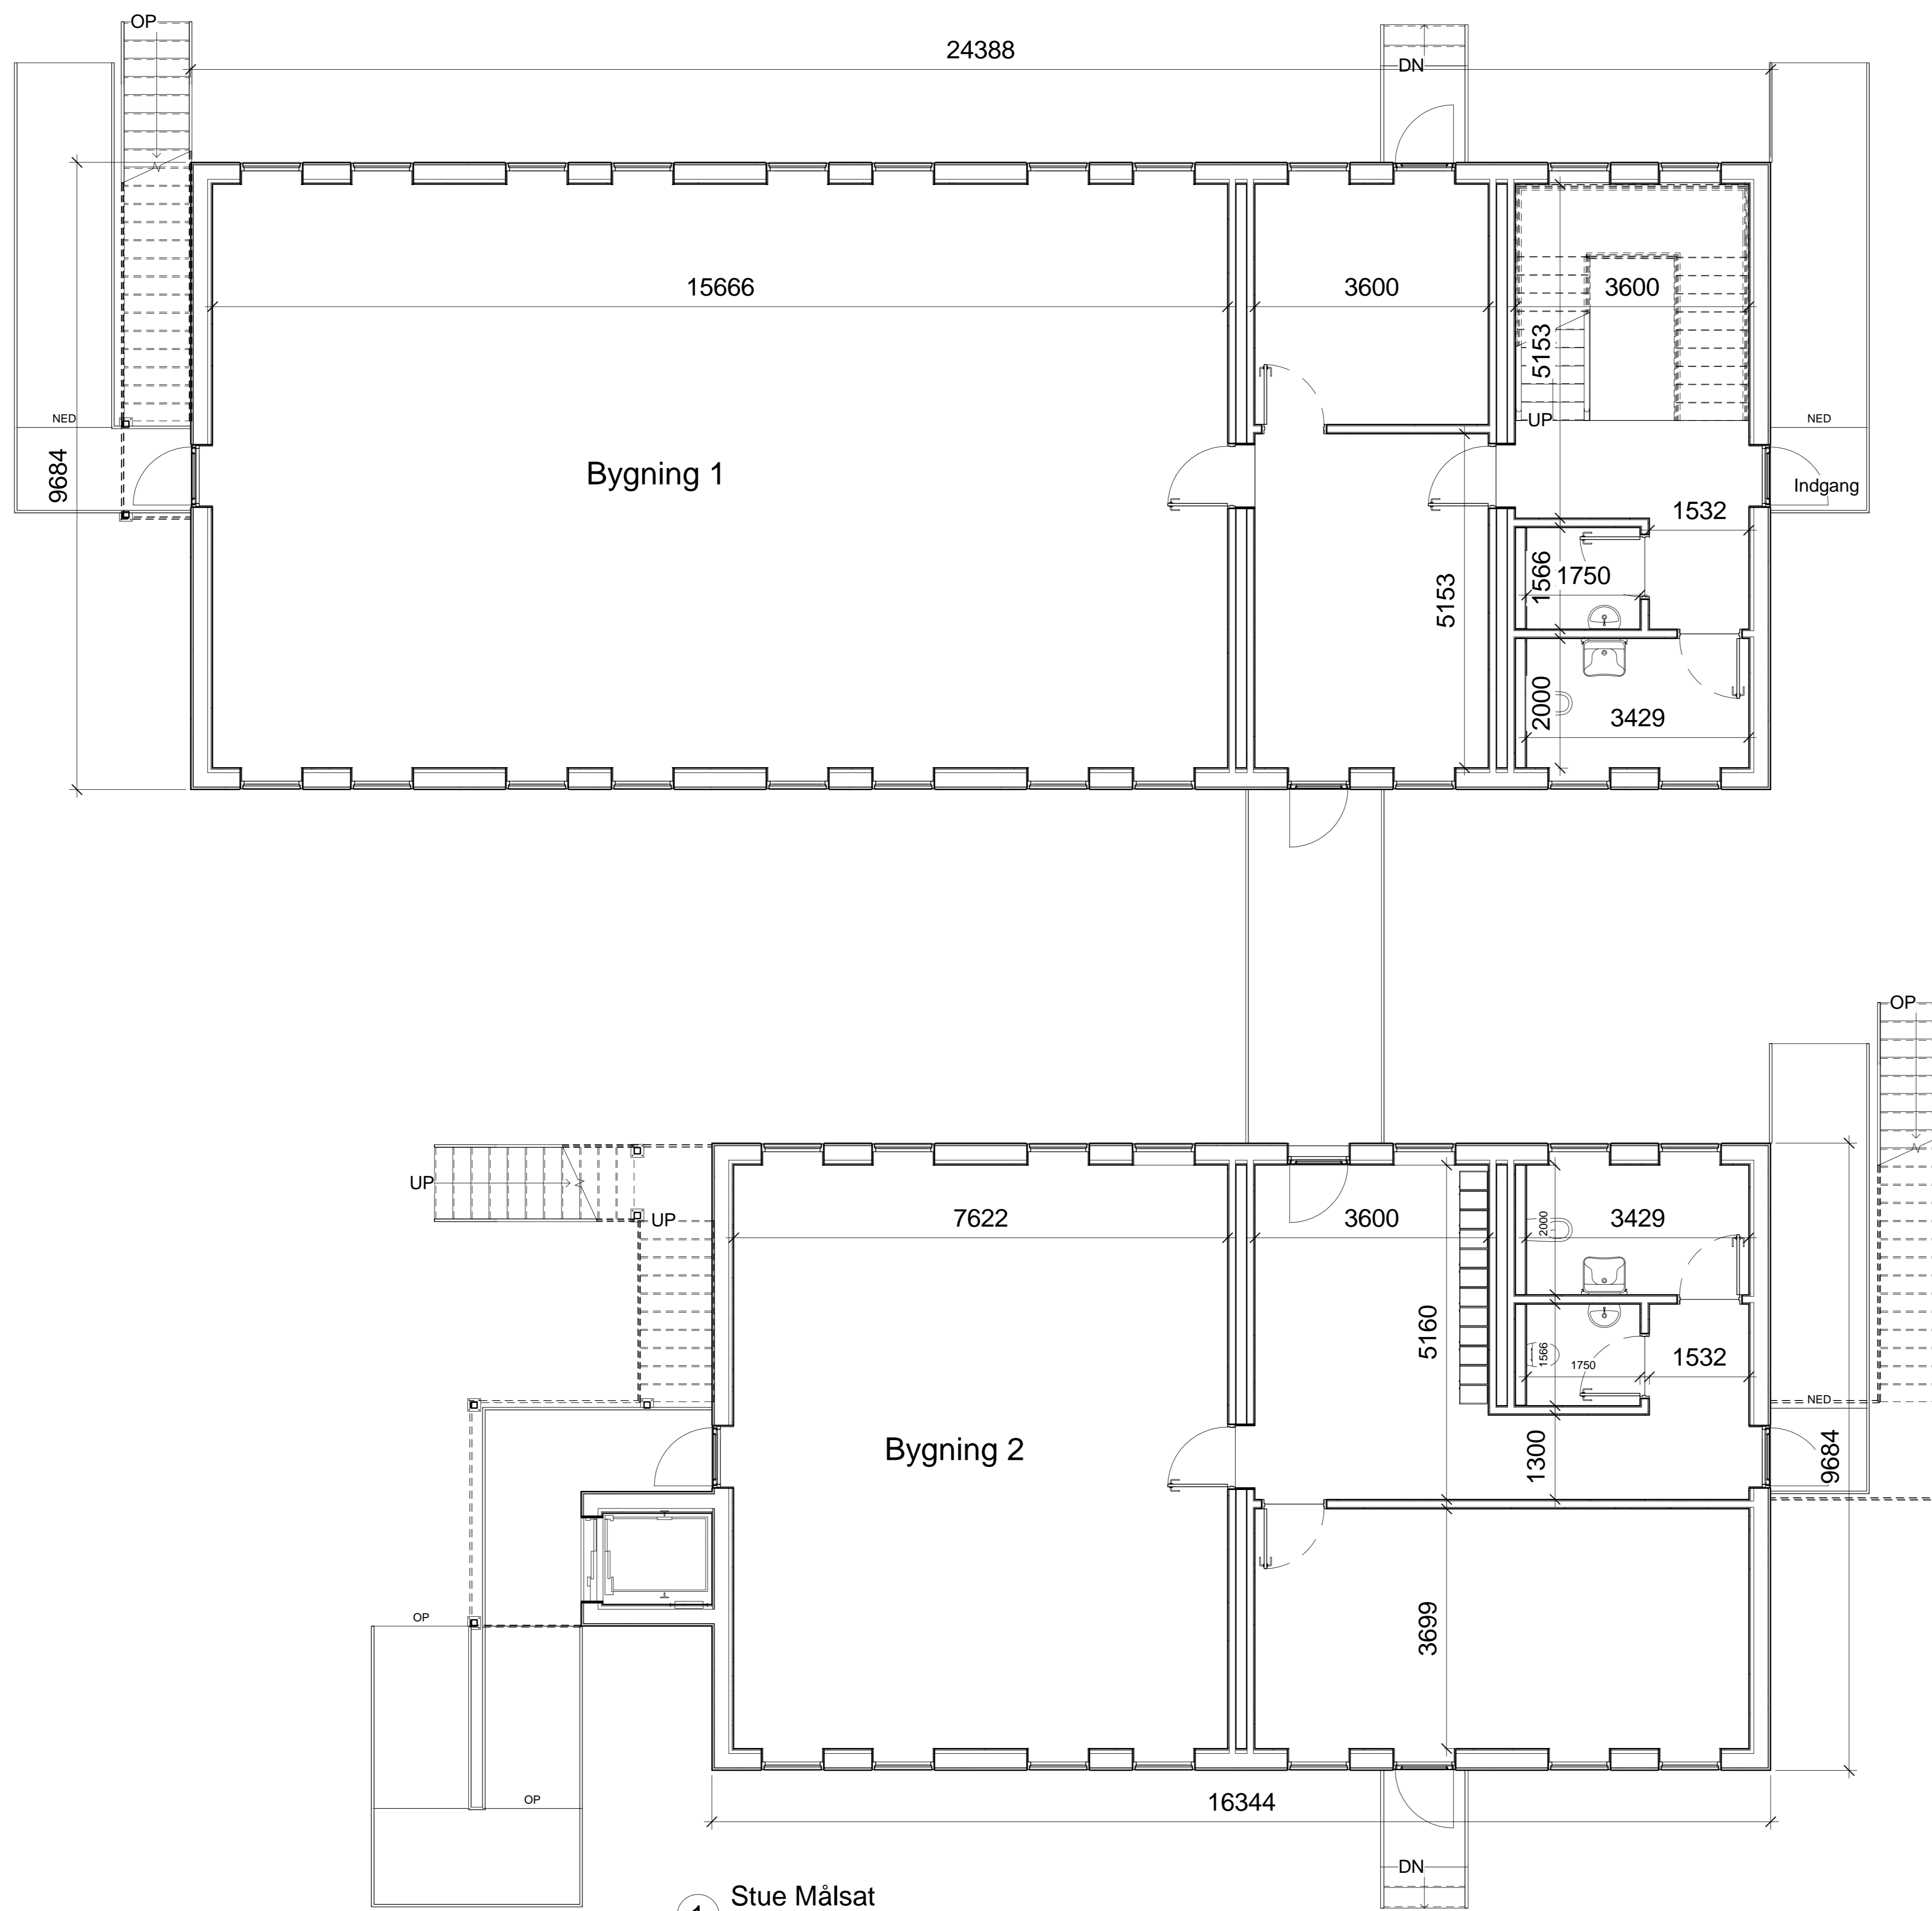 OP
24388
DN
15666
3600
3600
5153
NED
UP
NED
9684
Bygning 1
Indgang
1532
1566
1750
5153
2000
3429
OP
UP
UP
7622
3600
2000
3429
5160
1566
1750
1532
NED
Bygning 2
1300
9684
3699
OP
OP
16344
DN
Stue Målsat